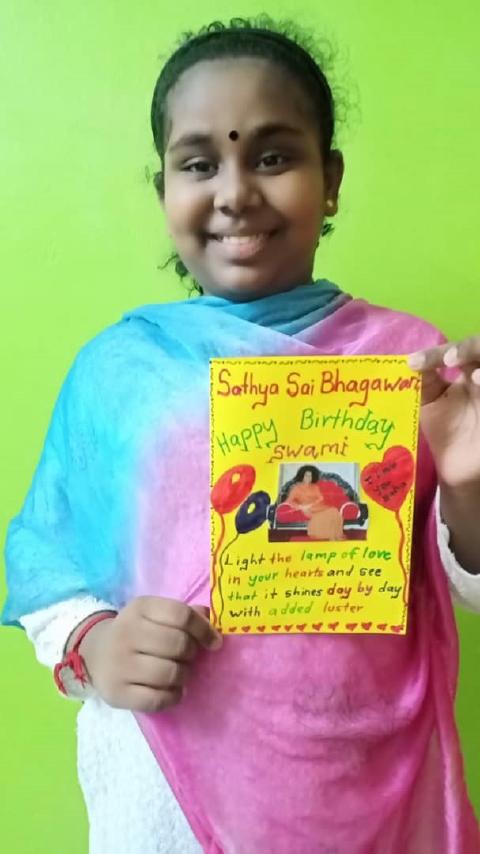 Sathya Sai Bhagawan
Happy Birthday
Swami
I love
you
baba
Light the lamp of love
in your hearts and see
that it shines day by day
with added luster